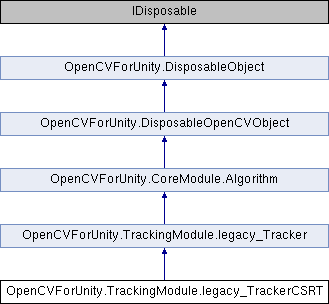 IDisposable
OpenCVForUnity.DisposableObject
OpenCVForUnity.DisposableOpenCVObject
OpenCVForUnity.CoreModule.Algorithm
OpenCVForUnity.TrackingModule.legacy_Tracker
OpenCVForUnity.TrackingModule.legacy_TrackerCSRT